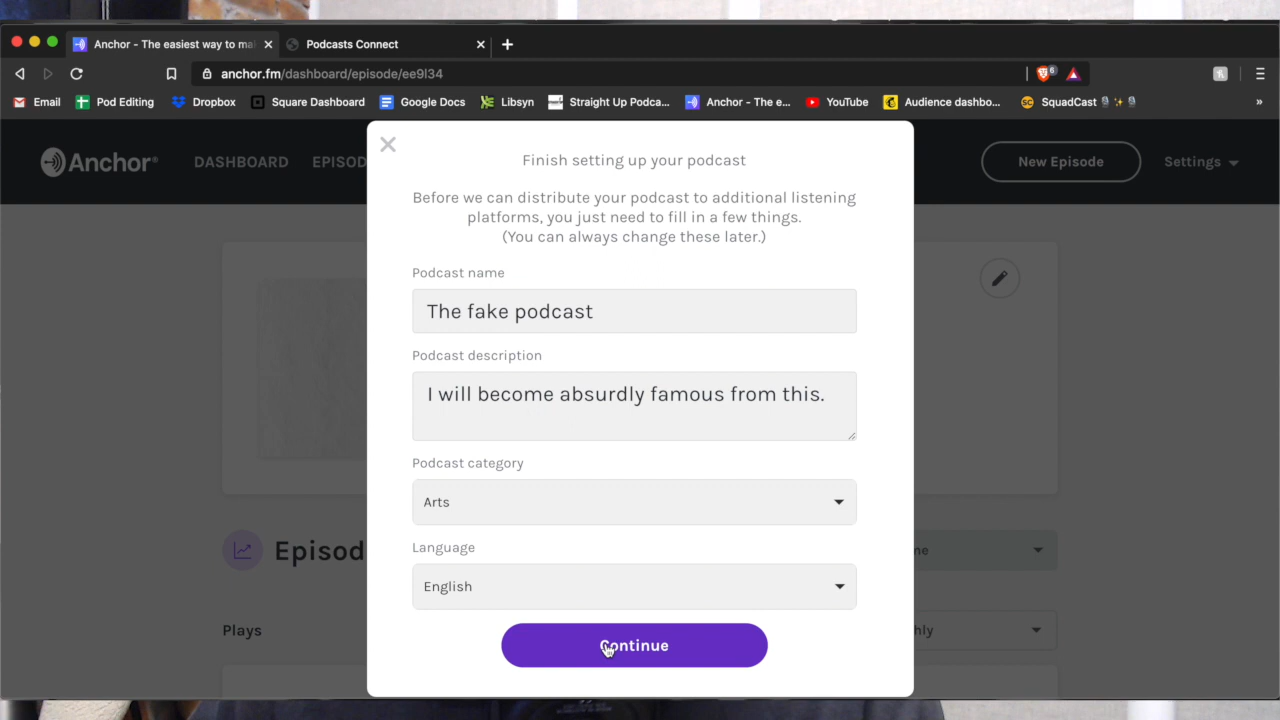 Anchor - The easiest way to ma
Podcasts Connect
anchor.fm/dashboard/episode/ee9l34
6
Email
Pod Editing
Dropbox
Square Dashboard
Google Docs
Libsyn
Straight Up Podca...
Anchor - The e...
YouTube
Audience dashbo...
SC
SquadCast
»
Anchor®
DASHBOARD
EPISOD
New Episode
Settings
Finish setting up your podcast
Before we can distribute your podcast to additional listening
platforms, you just need to fill in a few things.
(You can always change these later.)
Podcast name
The fake podcast
Podcast description
I will become absurdly famous from this.
Podcast category
Arts
Language
English
Episod
ne
Plays
hly
Continue